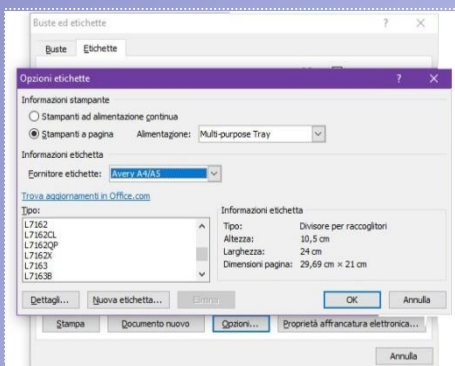 Buste ed etichette ? ×
Buste Etichette
Opzioni etichette ? ×
Informazioni stampante
Stampanti ad alimentazione continua
Stampanti a pagina Alimentazione: Multi-purpose Tray
Informazioni etichetta
Fornitore etichette: Avery A4/A5
Trova aggiornamenti in Office.com
Tipo:
L7162
L7162CL
L7162QP
L7162X
L7163
L7163B
Informazioni etichetta
Tipo: Divisore per raccoglitori
Altezza: 10,5 cm
Larghezza: 24 cm
Dimensioni pagina: 29,69 cm × 21 cm
Dettagli... Nuova etichetta... Elimina OK Annulla
Stampa Documento nuovo Opzioni... Proprietà affrancatura elettronica...
Annulla